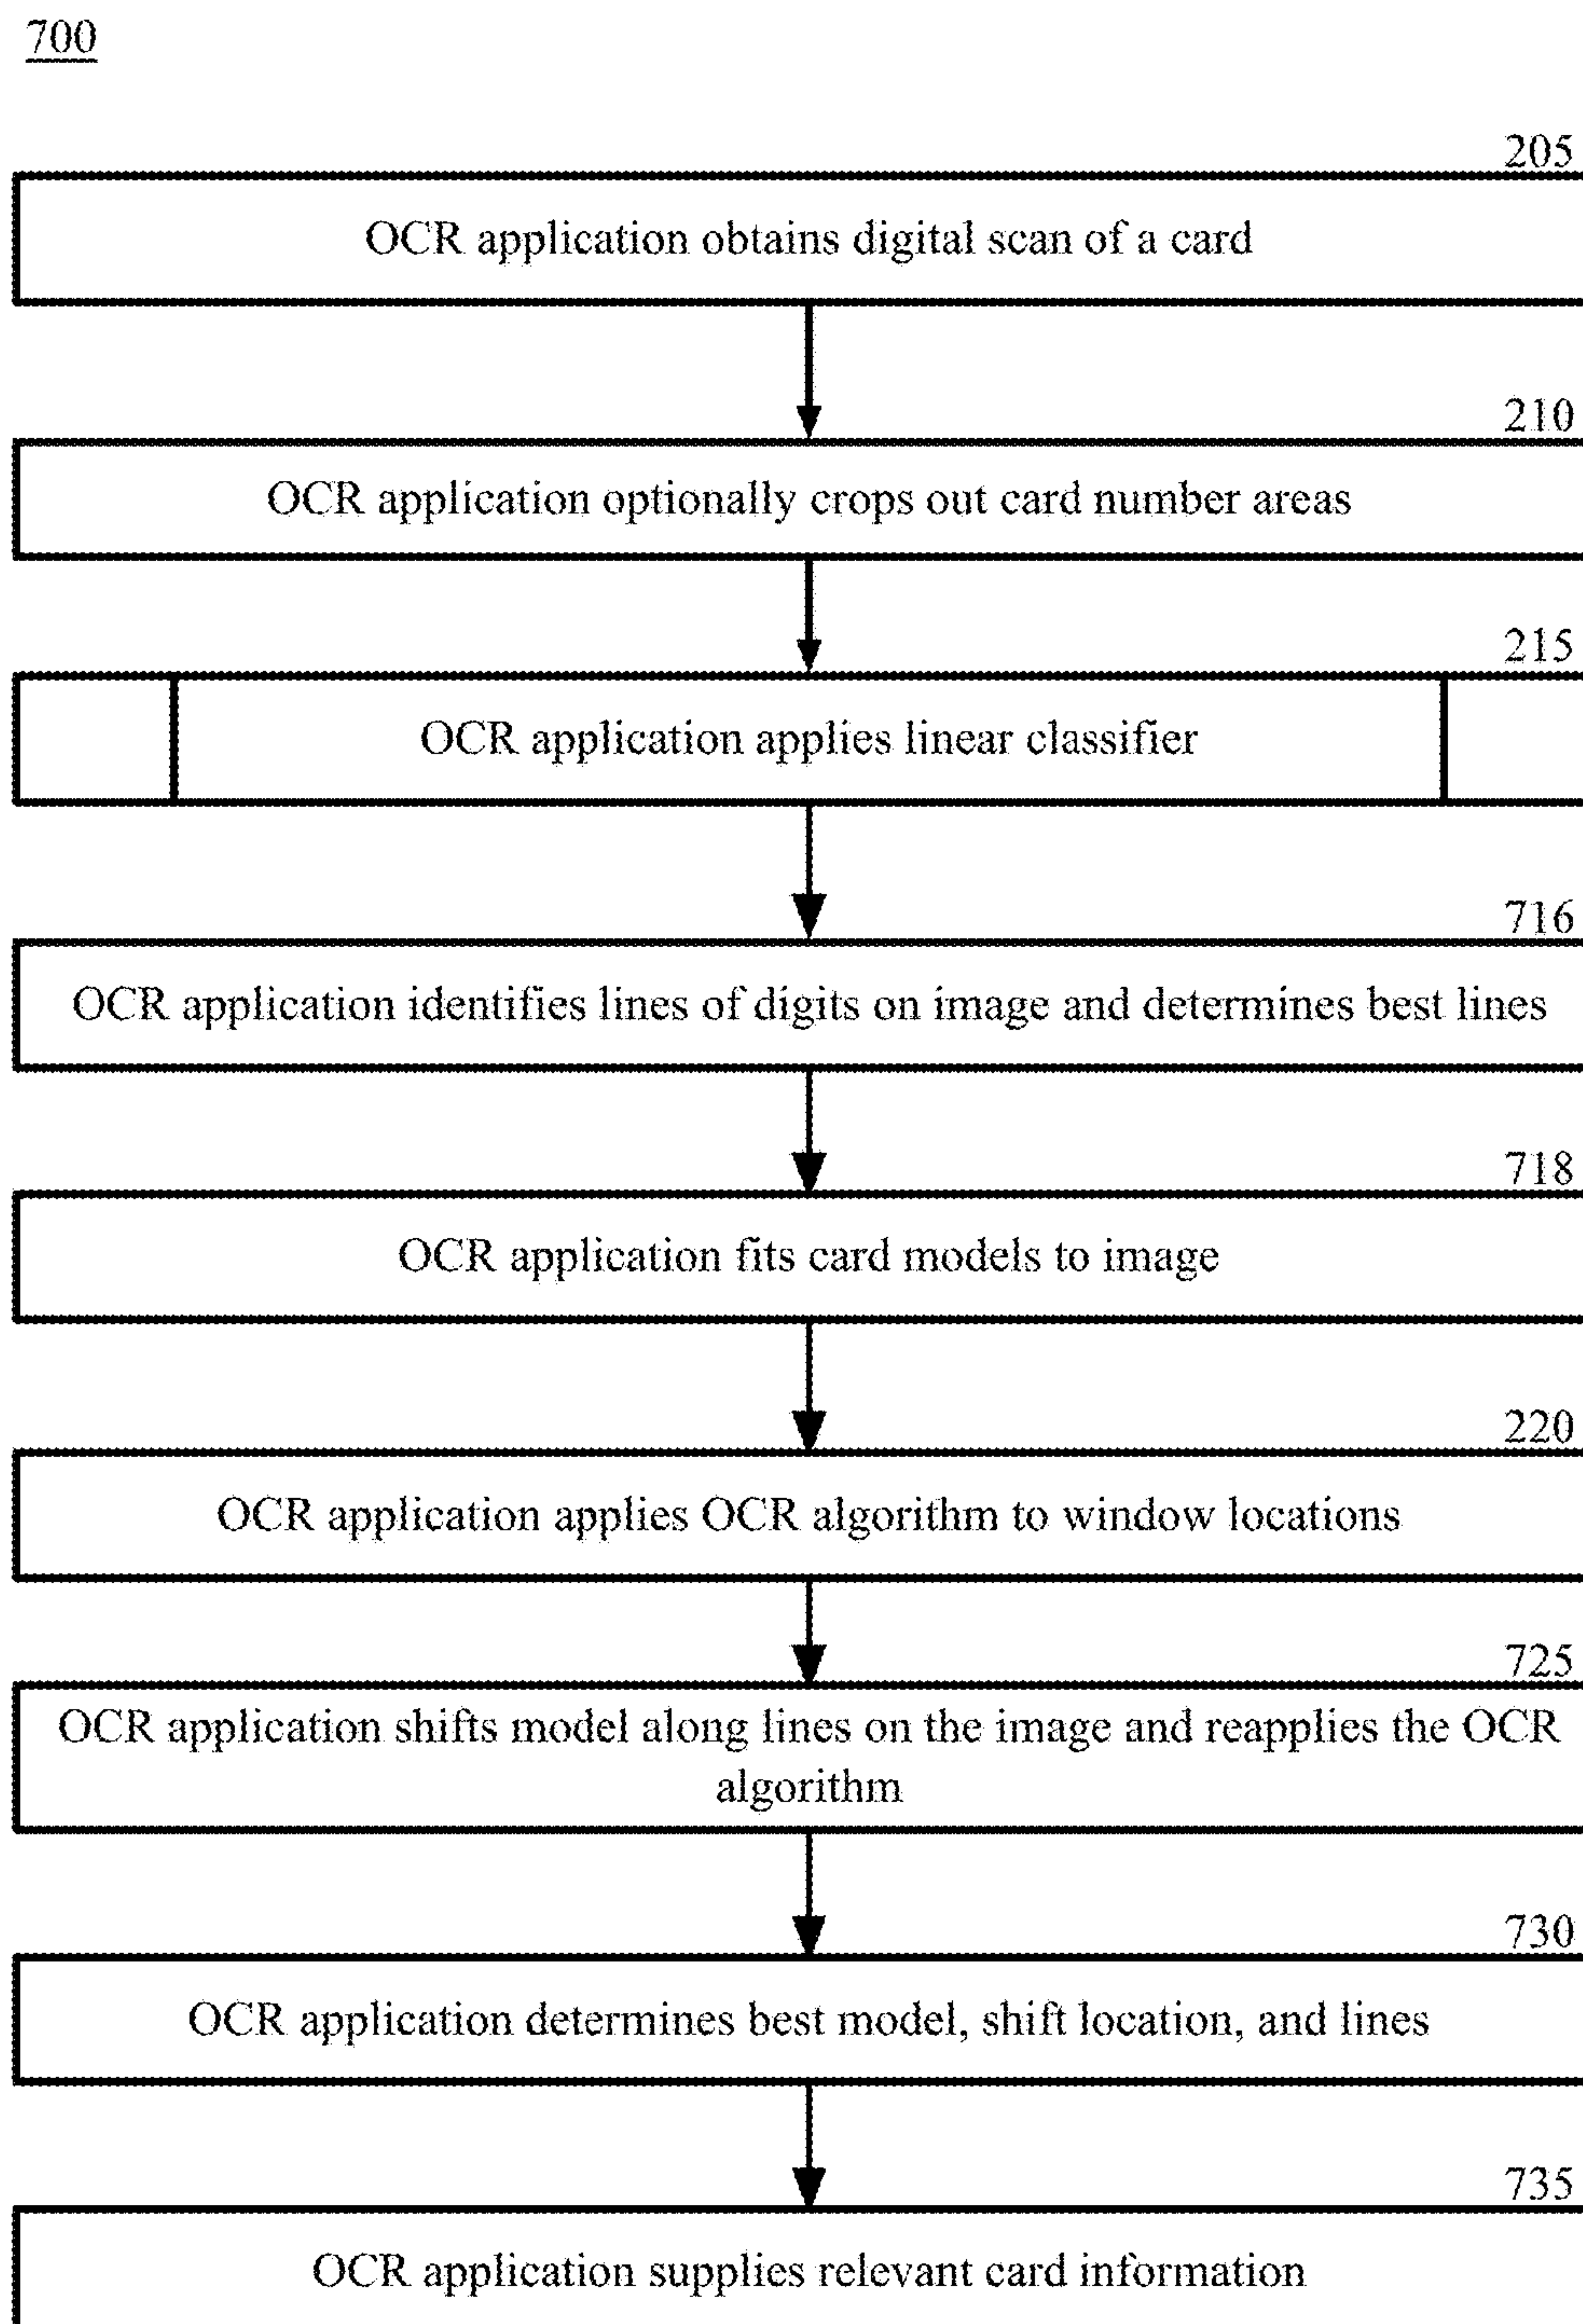 700
205
OCR application obtains digital scan of a card
210
OCR application optionally crops out card number areas
215
OCR application applies linear classifier
716
OCR application identifies lines of digits on image and determines best lines
718
OCR application fits card models to image
220
OCR application applies OCR algorithm to window locations
725
OCR application shifts model along lines on the image and reapplies the OCR
algorithm
730
OCR application determines best model, shift location, and lines
735
OCR application supplies relevant card information